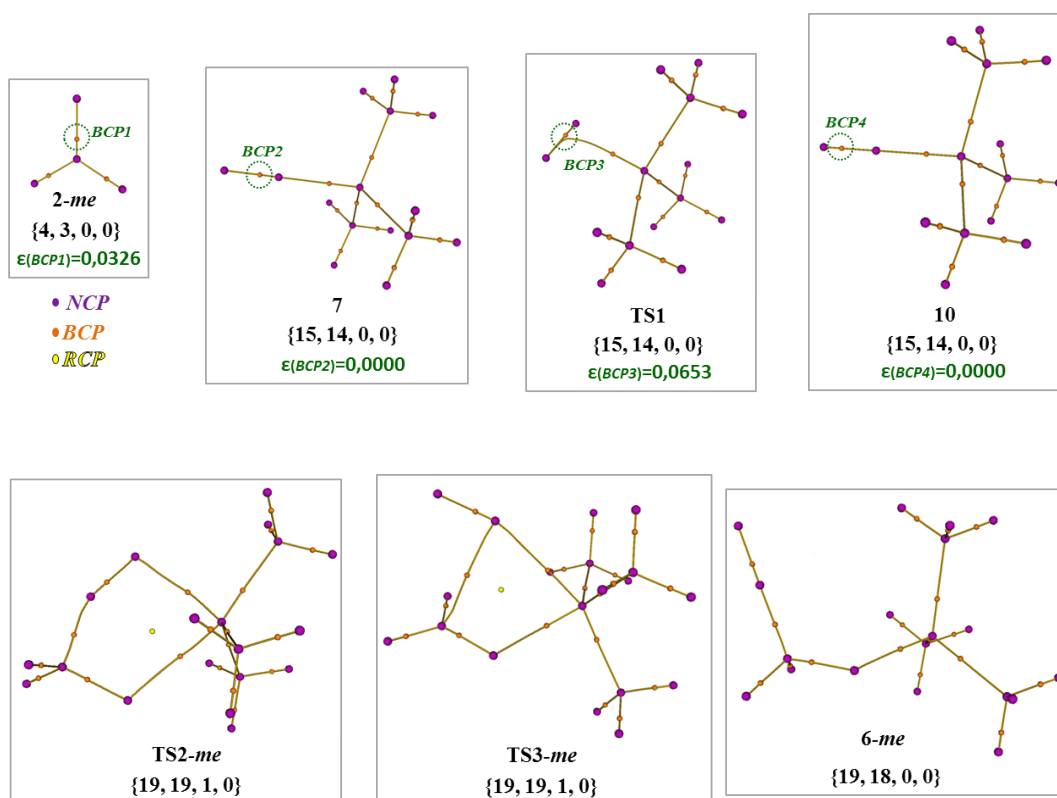 BCP1
2-me
{4, 3, 0, 0}
ε(BCP1)=0,0326
NCP
BCP
RCP
BCP2
7
{15, 14, 0, 0}
ε(BCP2)=0,0000
BCP3
TS1
{15, 14, 0, 0}
ε(BCP3)=0,0653
BCP4
10
{15, 14, 0, 0}
ε(BCP4)=0,0000
TS2-me
{19, 19, 1, 0}
TS3-me
{19, 19, 1, 0}
6-me
{19, 18, 0, 0}